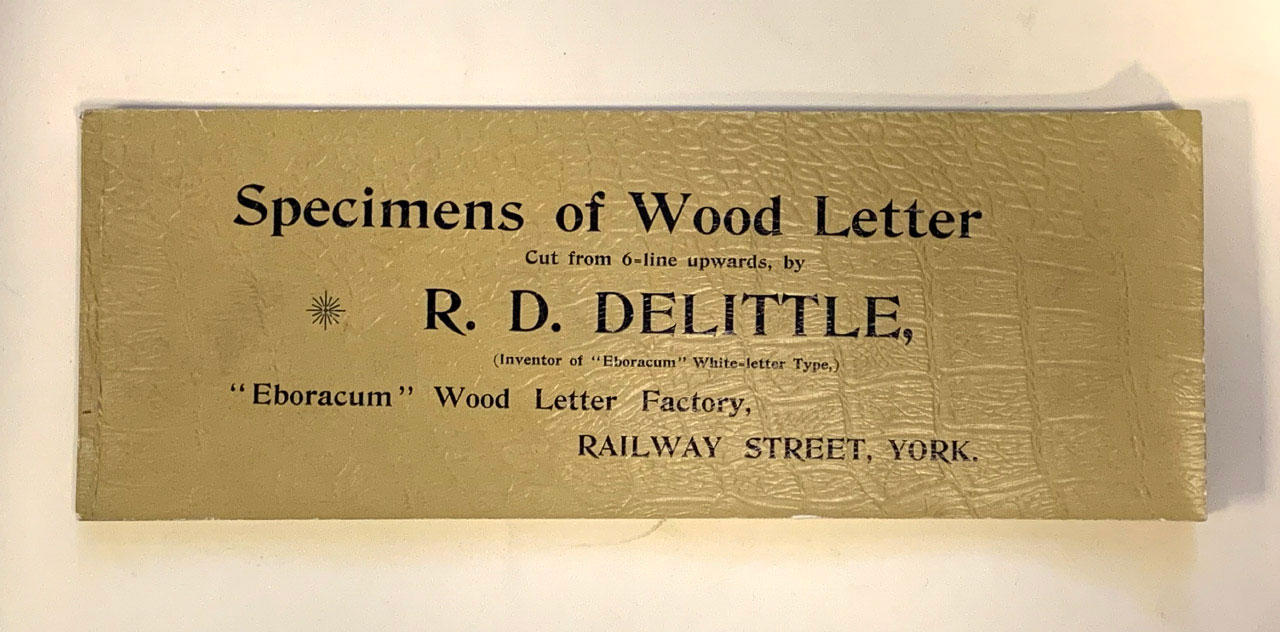 Specimens of Wood Letter
Cut from 6-line upwards, by
R. D. DELITTLE,
(Inventor of "Eboracum" White-letter Type,)
"Eboracum" Wood Letter Factory,
RAILWAY STREET, YORK.